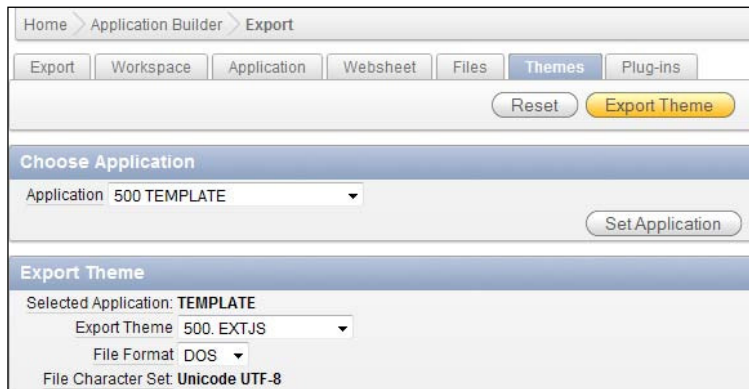 Home Application Builder Export
Export Workspace Application Websheet Files Themes Plug-ins
Reset Export Theme
Choose Application
Application 500 TEMPLATE
Set Application
Export Theme
Selected Application: TEMPLATE
Export Theme 500. EXTJS
File Format DOS
File Character Set: Unicode UTF-8